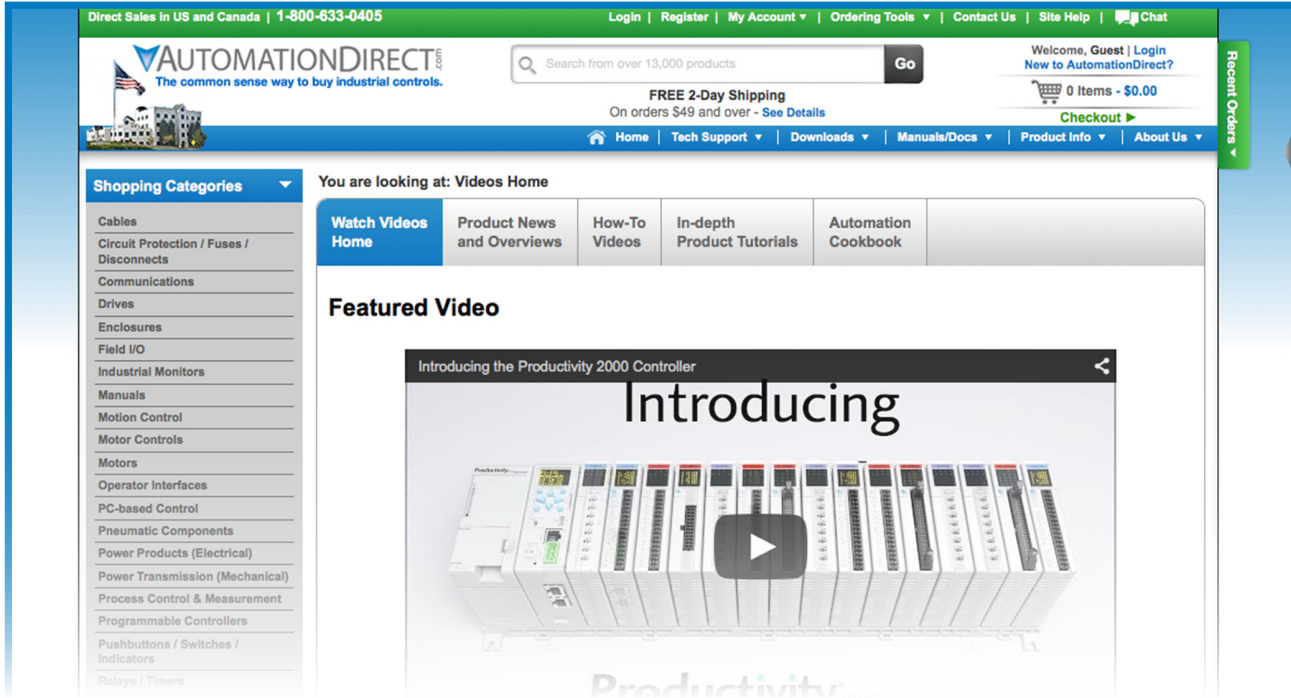 Direct Sales in US and Canada | 1-800-633-0405
Login | Register | My Account ▾ | Ordering Tools ▾ | Contact Us | Site Help | Chat
AUTOMATIONDIRECT.com
The common sense way to buy industrial controls.
Search from over 13,000 products
Go
FREE 2-Day Shipping
On orders $49 and over - See Details
Welcome, Guest | Login
New to AutomationDirect?
0 Items - $0.00
Checkout ▶
Recent Orders
Home | Tech Support ▾ | Downloads ▾ | Manuals/Docs ▾ | Product Info ▾ | About Us ▾
Shopping Categories
Cables
Circuit Protection / Fuses /
Disconnects
Communications
Drives
Enclosures
Field I/O
Industrial Monitors
Manuals
Motion Control
Motor Controls
Motors
Operator Interfaces
PC-based Control
Pneumatic Components
Power Products (Electrical)
Power Transmission (Mechanical)
Process Control & Measurement
Programmable Controllers
Pushbuttons / Switches /
Indicators
Relays / Timers
You are looking at: Videos Home
Watch Videos
Home
Product News
and Overviews
How-To
Videos
In-depth
Product Tutorials
Automation
Cookbook
Featured Video
Introducing the Productivity 2000 Controller
Introducing
Productivity
Productivity